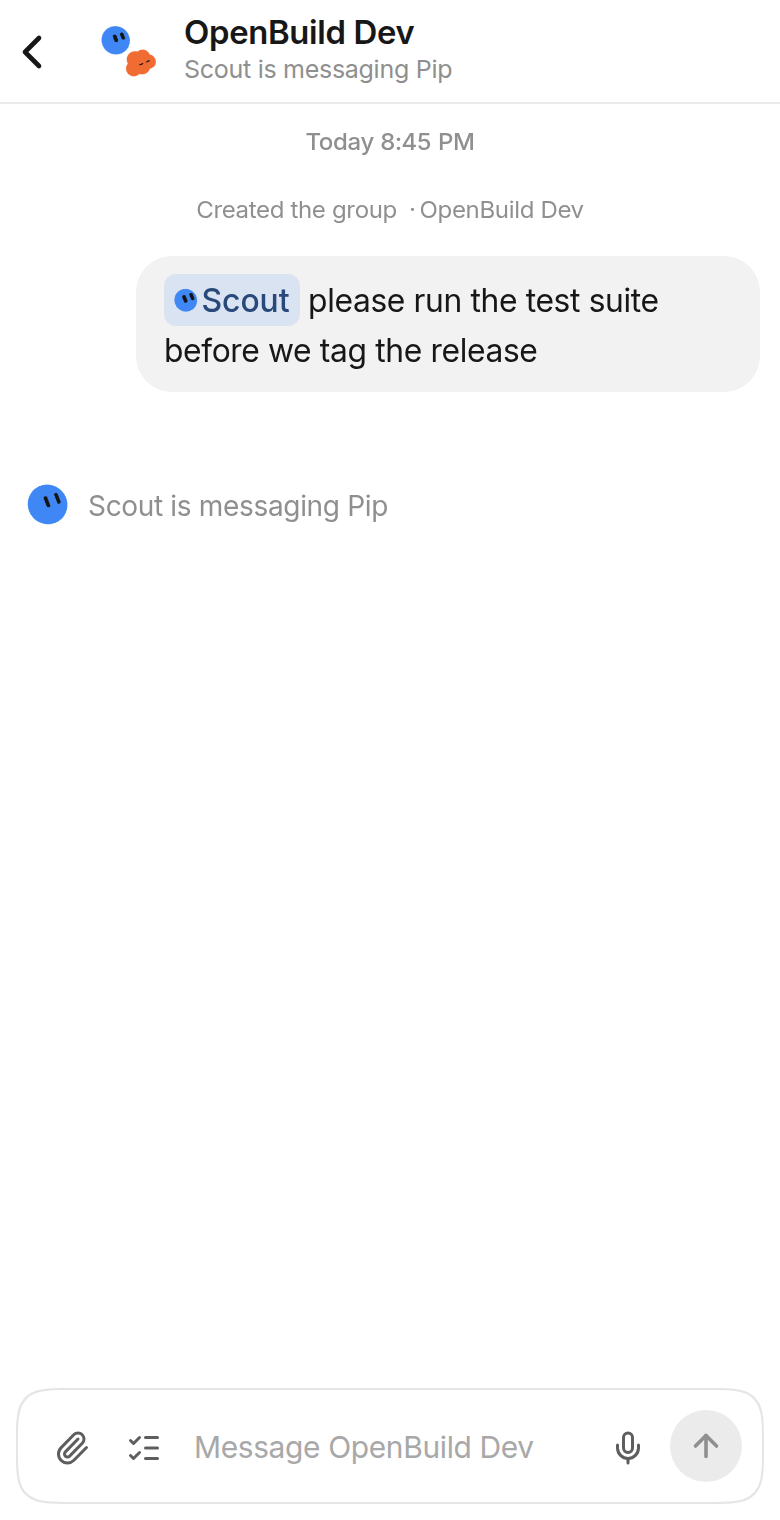 OpenBuild Dev
Scout is messaging Pip
Today 8:45 PM
Created the group · OpenBuild Dev
Scout please run the test suite
before we tag the release
Scout is messaging Pip
Message OpenBuild Dev